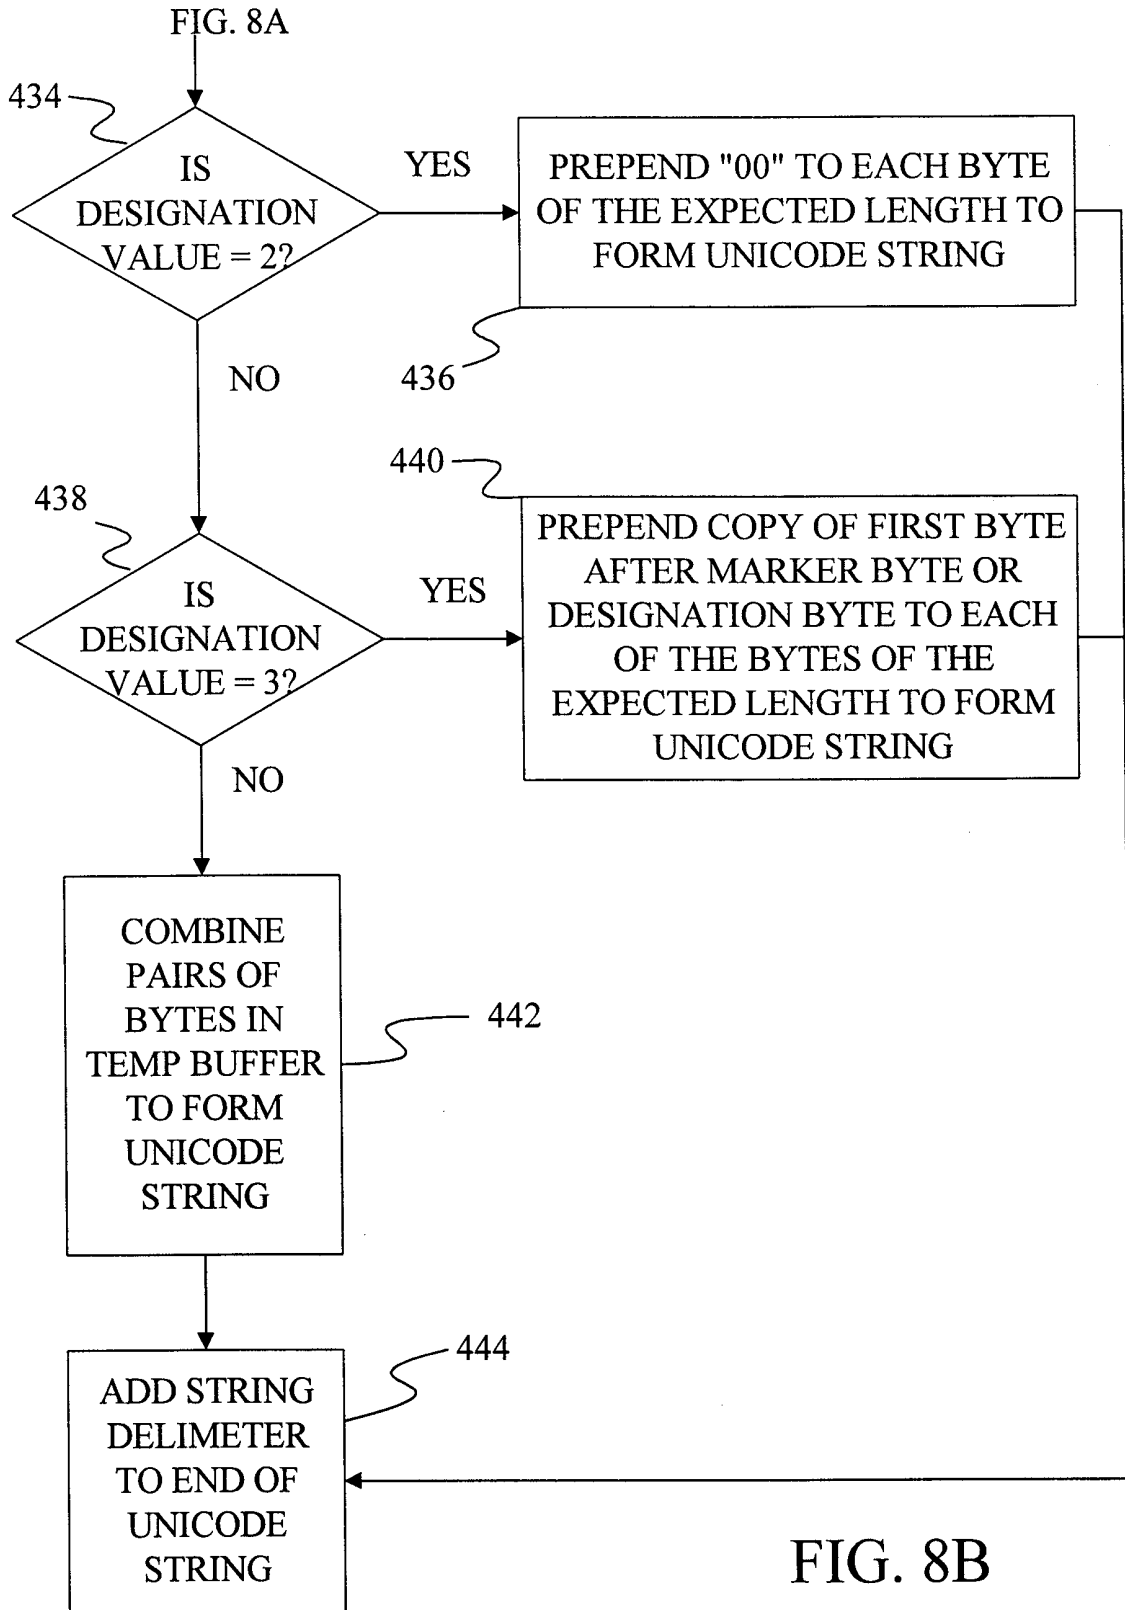 FIG. 8A
434
IS
DESIGNATION
VALUE = 2?
YES
PREPEND "00" TO EACH BYTE
OF THE EXPECTED LENGTH TO
FORM UNICODE STRING
436
NO
440
438
IS
DESIGNATION
VALUE = 3?
YES
PREPEND COPY OF FIRST BYTE
AFTER MARKER BYTE OR
DESIGNATION BYTE TO EACH
OF THE BYTES OF THE
EXPECTED LENGTH TO FORM
UNICODE STRING
NO
COMBINE
PAIRS OF
BYTES IN
TEMP BUFFER
TO FORM
UNICODE
STRING
442
444
ADD STRING
DELIMETER
TO END OF
UNICODE
STRING
FIG. 8B